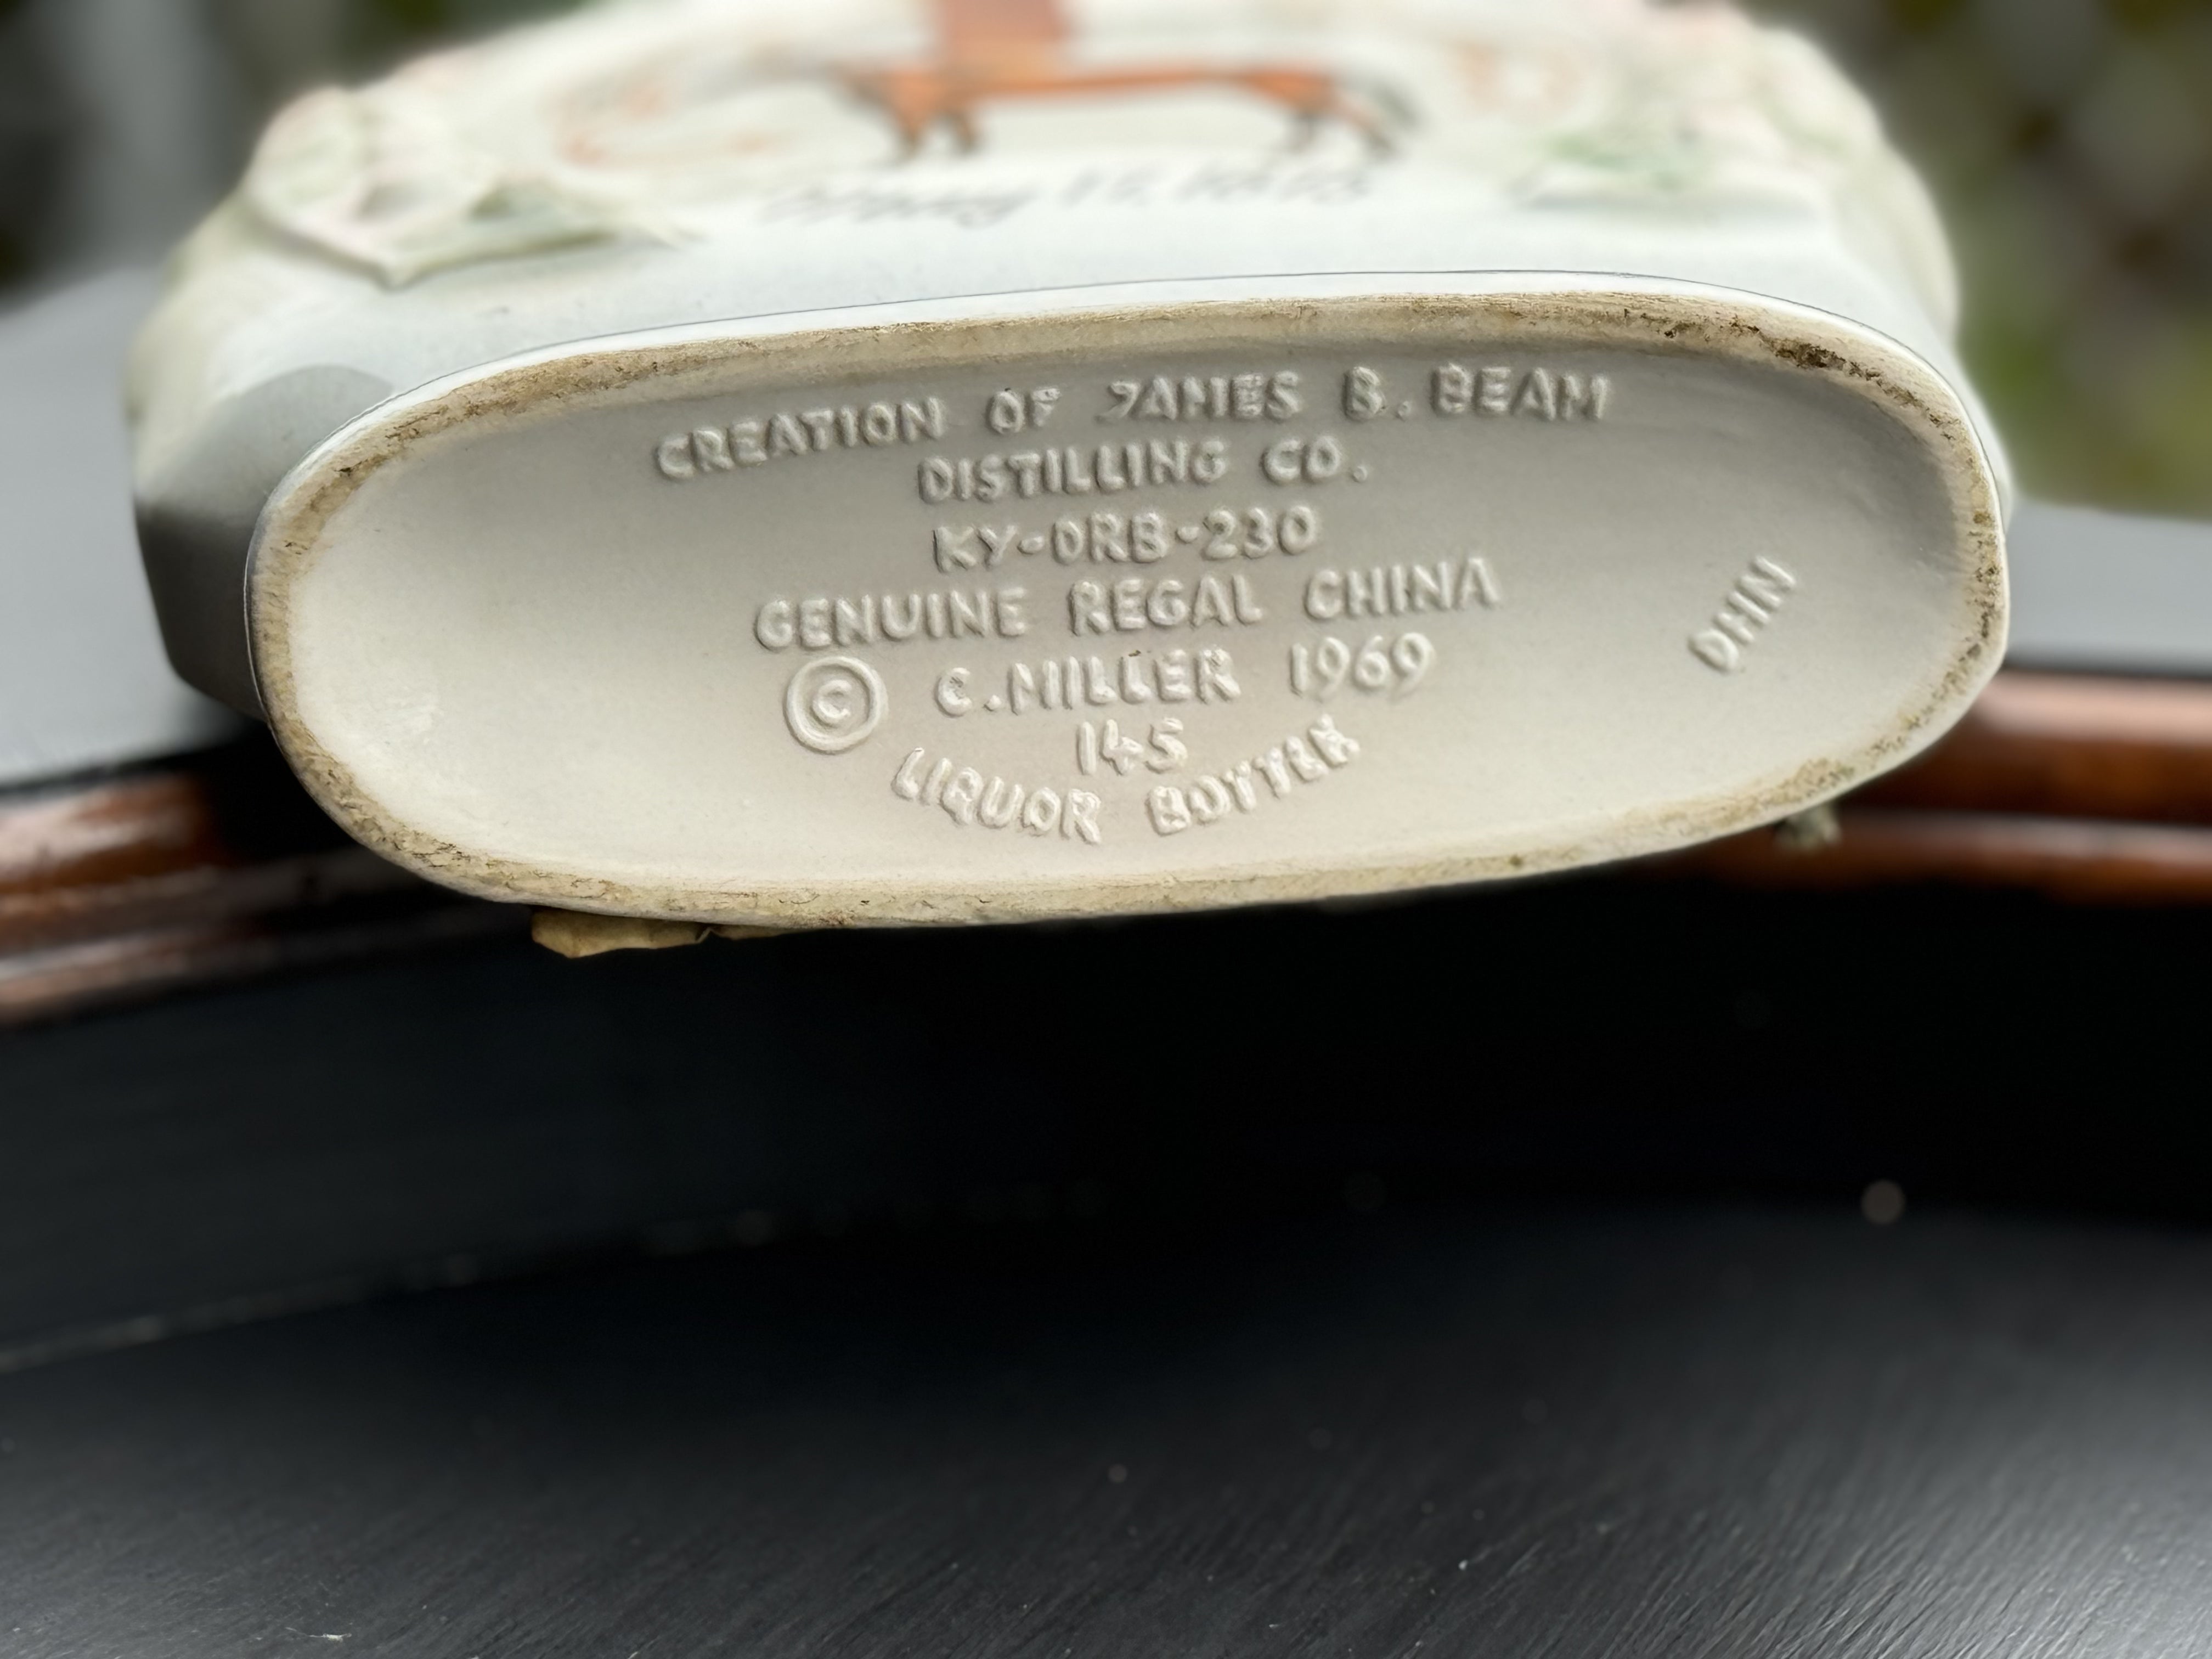 CREATION OF JAMES B. BEAM
DISTILLING CO.
KY-DRB-230
GENUINE REGAL CHINA
© C. MILLER 1969
145
LIQUOR BOTTLE
DHN